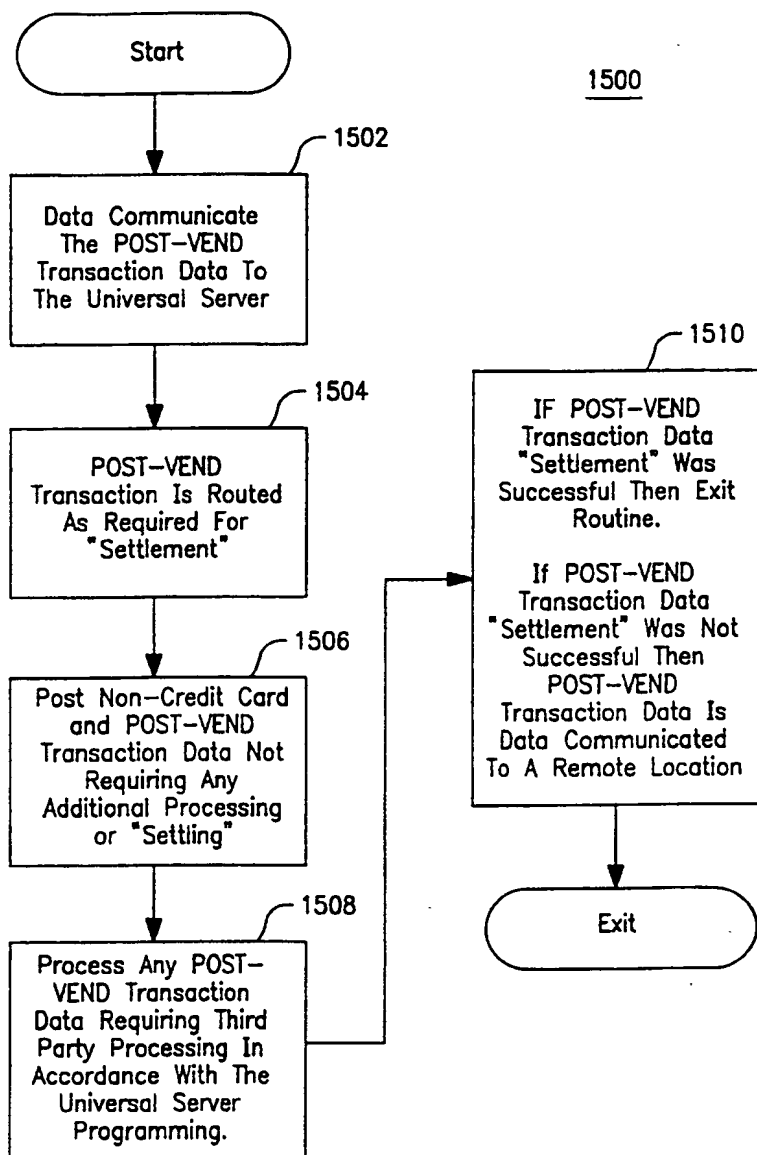 Start
1500
1502
Data Communicate
The POST-VEND
Transaction Data To
The Universal Server
1504
POST-VEND
Transaction Is Routed
As Required For
"Settlement"
1506
Post Non-Credit Card
and POST-VEND
Transaction Data Not
Requiring Any
Additional Processing
or "Settling"
1508
Process Any POST-
VEND Transaction
Data Requiring Third
Party Processing In
Accordance With The
Universal Server
Programming.
1510
IF POST-VEND
Transaction Data
"Settlement" Was
Successful Then Exit
Routine.
If POST-VEND
Transaction Data
"Settlement" Was Not
Successful Then
POST-VEND
Transaction Data Is
Data Communicated
To A Remote Location
Exit